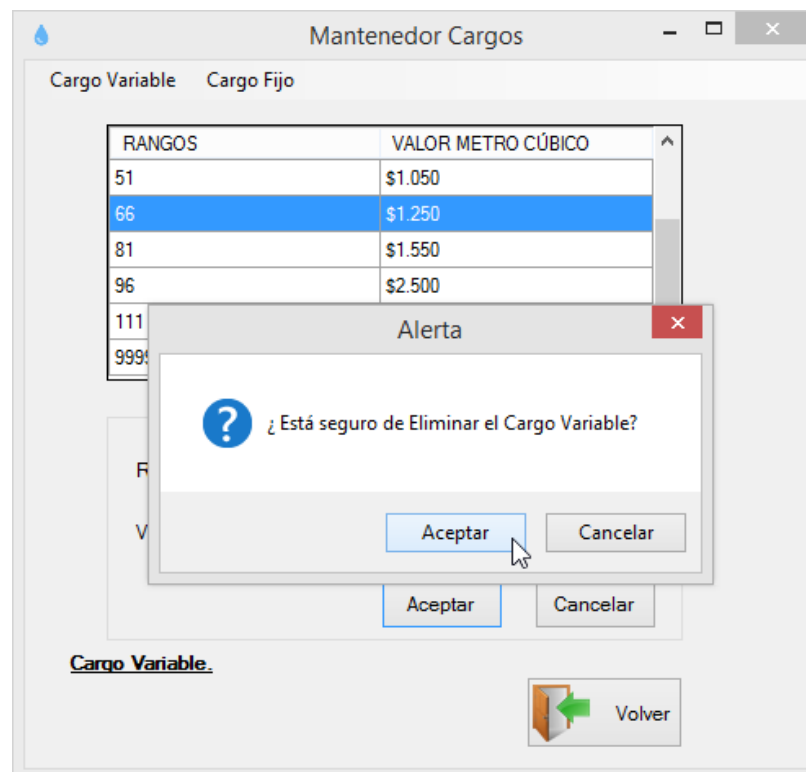 Mantenedor Cargos
Cargo Variable Cargo Fijo
RANGOS VALOR METRO CÚBICO
51 $1.050
66 $1.250
81 $1.550
96 $2.500
111
Alerta
¿ Está seguro de Eliminar el Cargo Variable?
Aceptar Cancelar
Aceptar Cancelar
Cargo Variable.
Volver